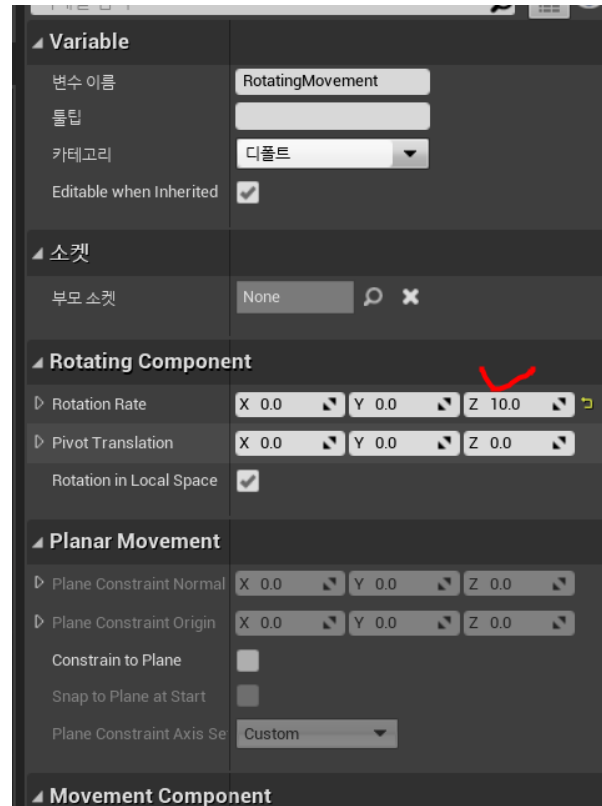 Variable
변수 이름 RotatingMovement
툴팁
카테고리 디폴트
Editable when Inherited
소켓
부모 소켓 None
Rotating Component
Rotation Rate X 0.0 Y 0.0 Z 10.0
Pivot Translation X 0.0 Y 0.0 Z 0.0
Rotation in Local Space
Planar Movement
Plane Constraint Normal X 0.0 Y 0.0 Z 0.0
Plane Constraint Origin X 0.0 Y 0.0 Z 0.0
Constrain to Plane
Snap to Plane at Start
Plane Constraint Axis Se Custom
Movement Component